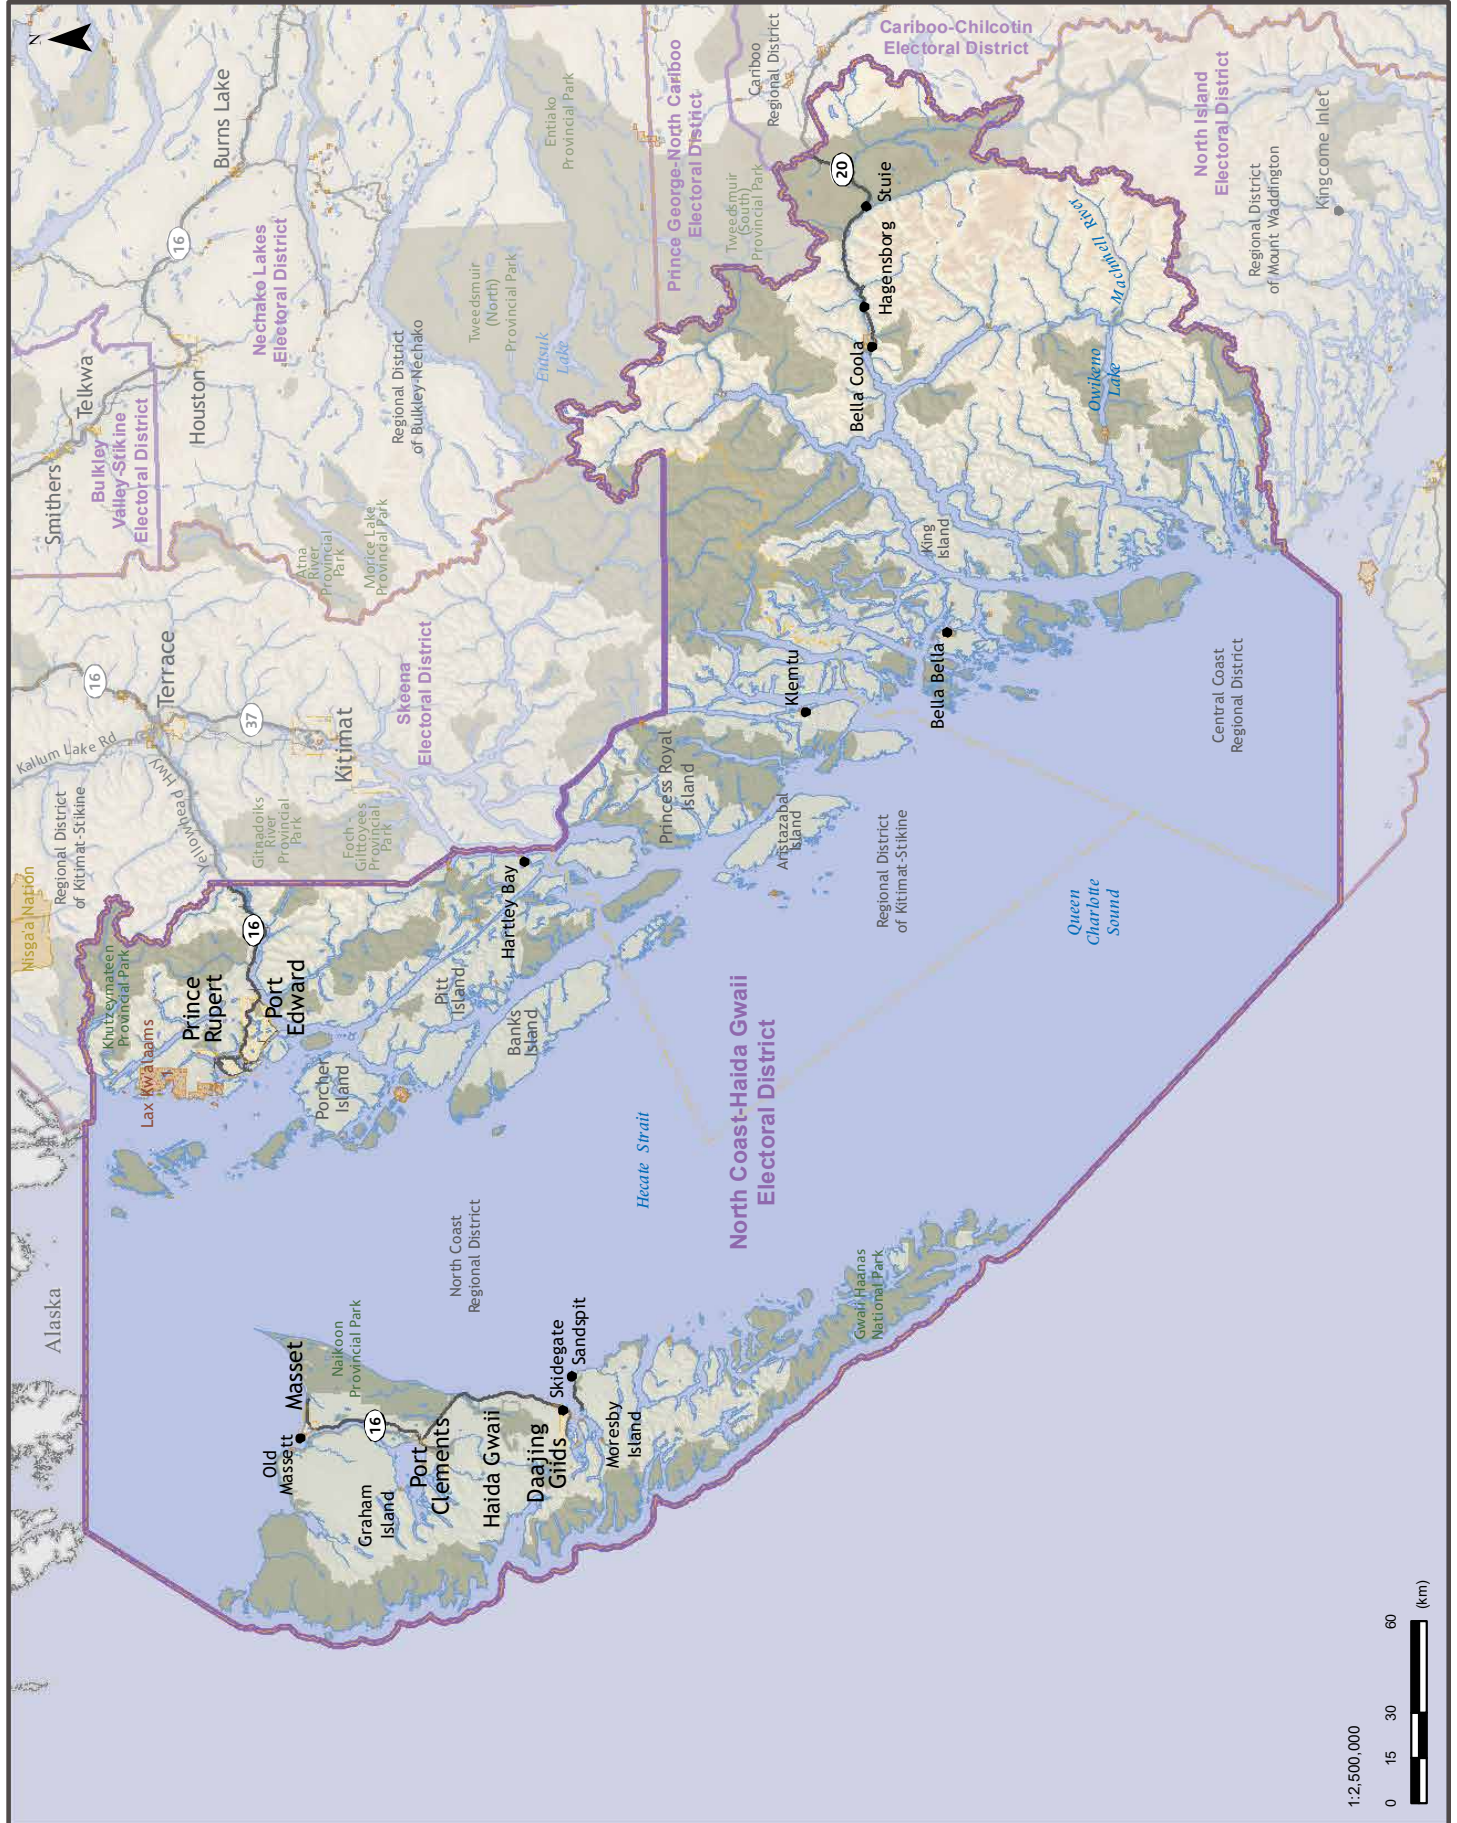 N
Alaska
Nisga'a Nation
Regional District
of Kitimat-Stikine
Khutzeymateen
Provincial Park
Lax Kw'alaams
Prince
Rupert
Port
Edward
16
Kallum Lake Rd
Yellowhead Hwy
16
Terrace
37
Kitimat
Gitnadoiks
River
Provincial
Park
Foch -
Gilttoyees
Provincial
Park
Skeena
Electoral District
Smithers
Telkwa
Bulkley
Valley-Stikine
Electoral District
Houston
16
Burns Lake
Nechako Lakes
Electoral District
Atna
River
Provincial
Park
Morice Lake
Provincial Park
Regional District
of Bulkley-Nechako
Tweedsmuir
(North)
Provincial Park
Eutsuk
Lake
Entiako
Provincial Park
Prince George-North Cariboo
Electoral District
Cariboo
Regional District
Cariboo-Chilcotin
Electoral District
Tweedsmuir
(South)
Provincial Park
20
Stuie
Hagensborg
Bella Coola
Machmell River
Owikeno
Lake
North Island
Electoral District
Regional District
of Mount Waddington
Kingcome Inlet
King
Island
Bella Bella
Klemtu
Princess Royal
Island
Aristazabal
Island
Hartley Bay
Pitt
Island
Banks
Island
Porcher
Island
Regional District
of Kitimat-Stikine
Central Coast
Regional District
Queen
Charlotte
Sound
Hecate Strait
North Coast-Haida Gwaii
Electoral District
North Coast
Regional District
Old
Massett
Masset
Naikoon
Provincial Park
16
Graham
Island
Port
Clements
Haida Gwaii
Daajing
Giids
Skidegate
Sandspit
Moresby
Island
Gwaii Haanas
National Park
1:2,500,000
0
15
30
60
(km)